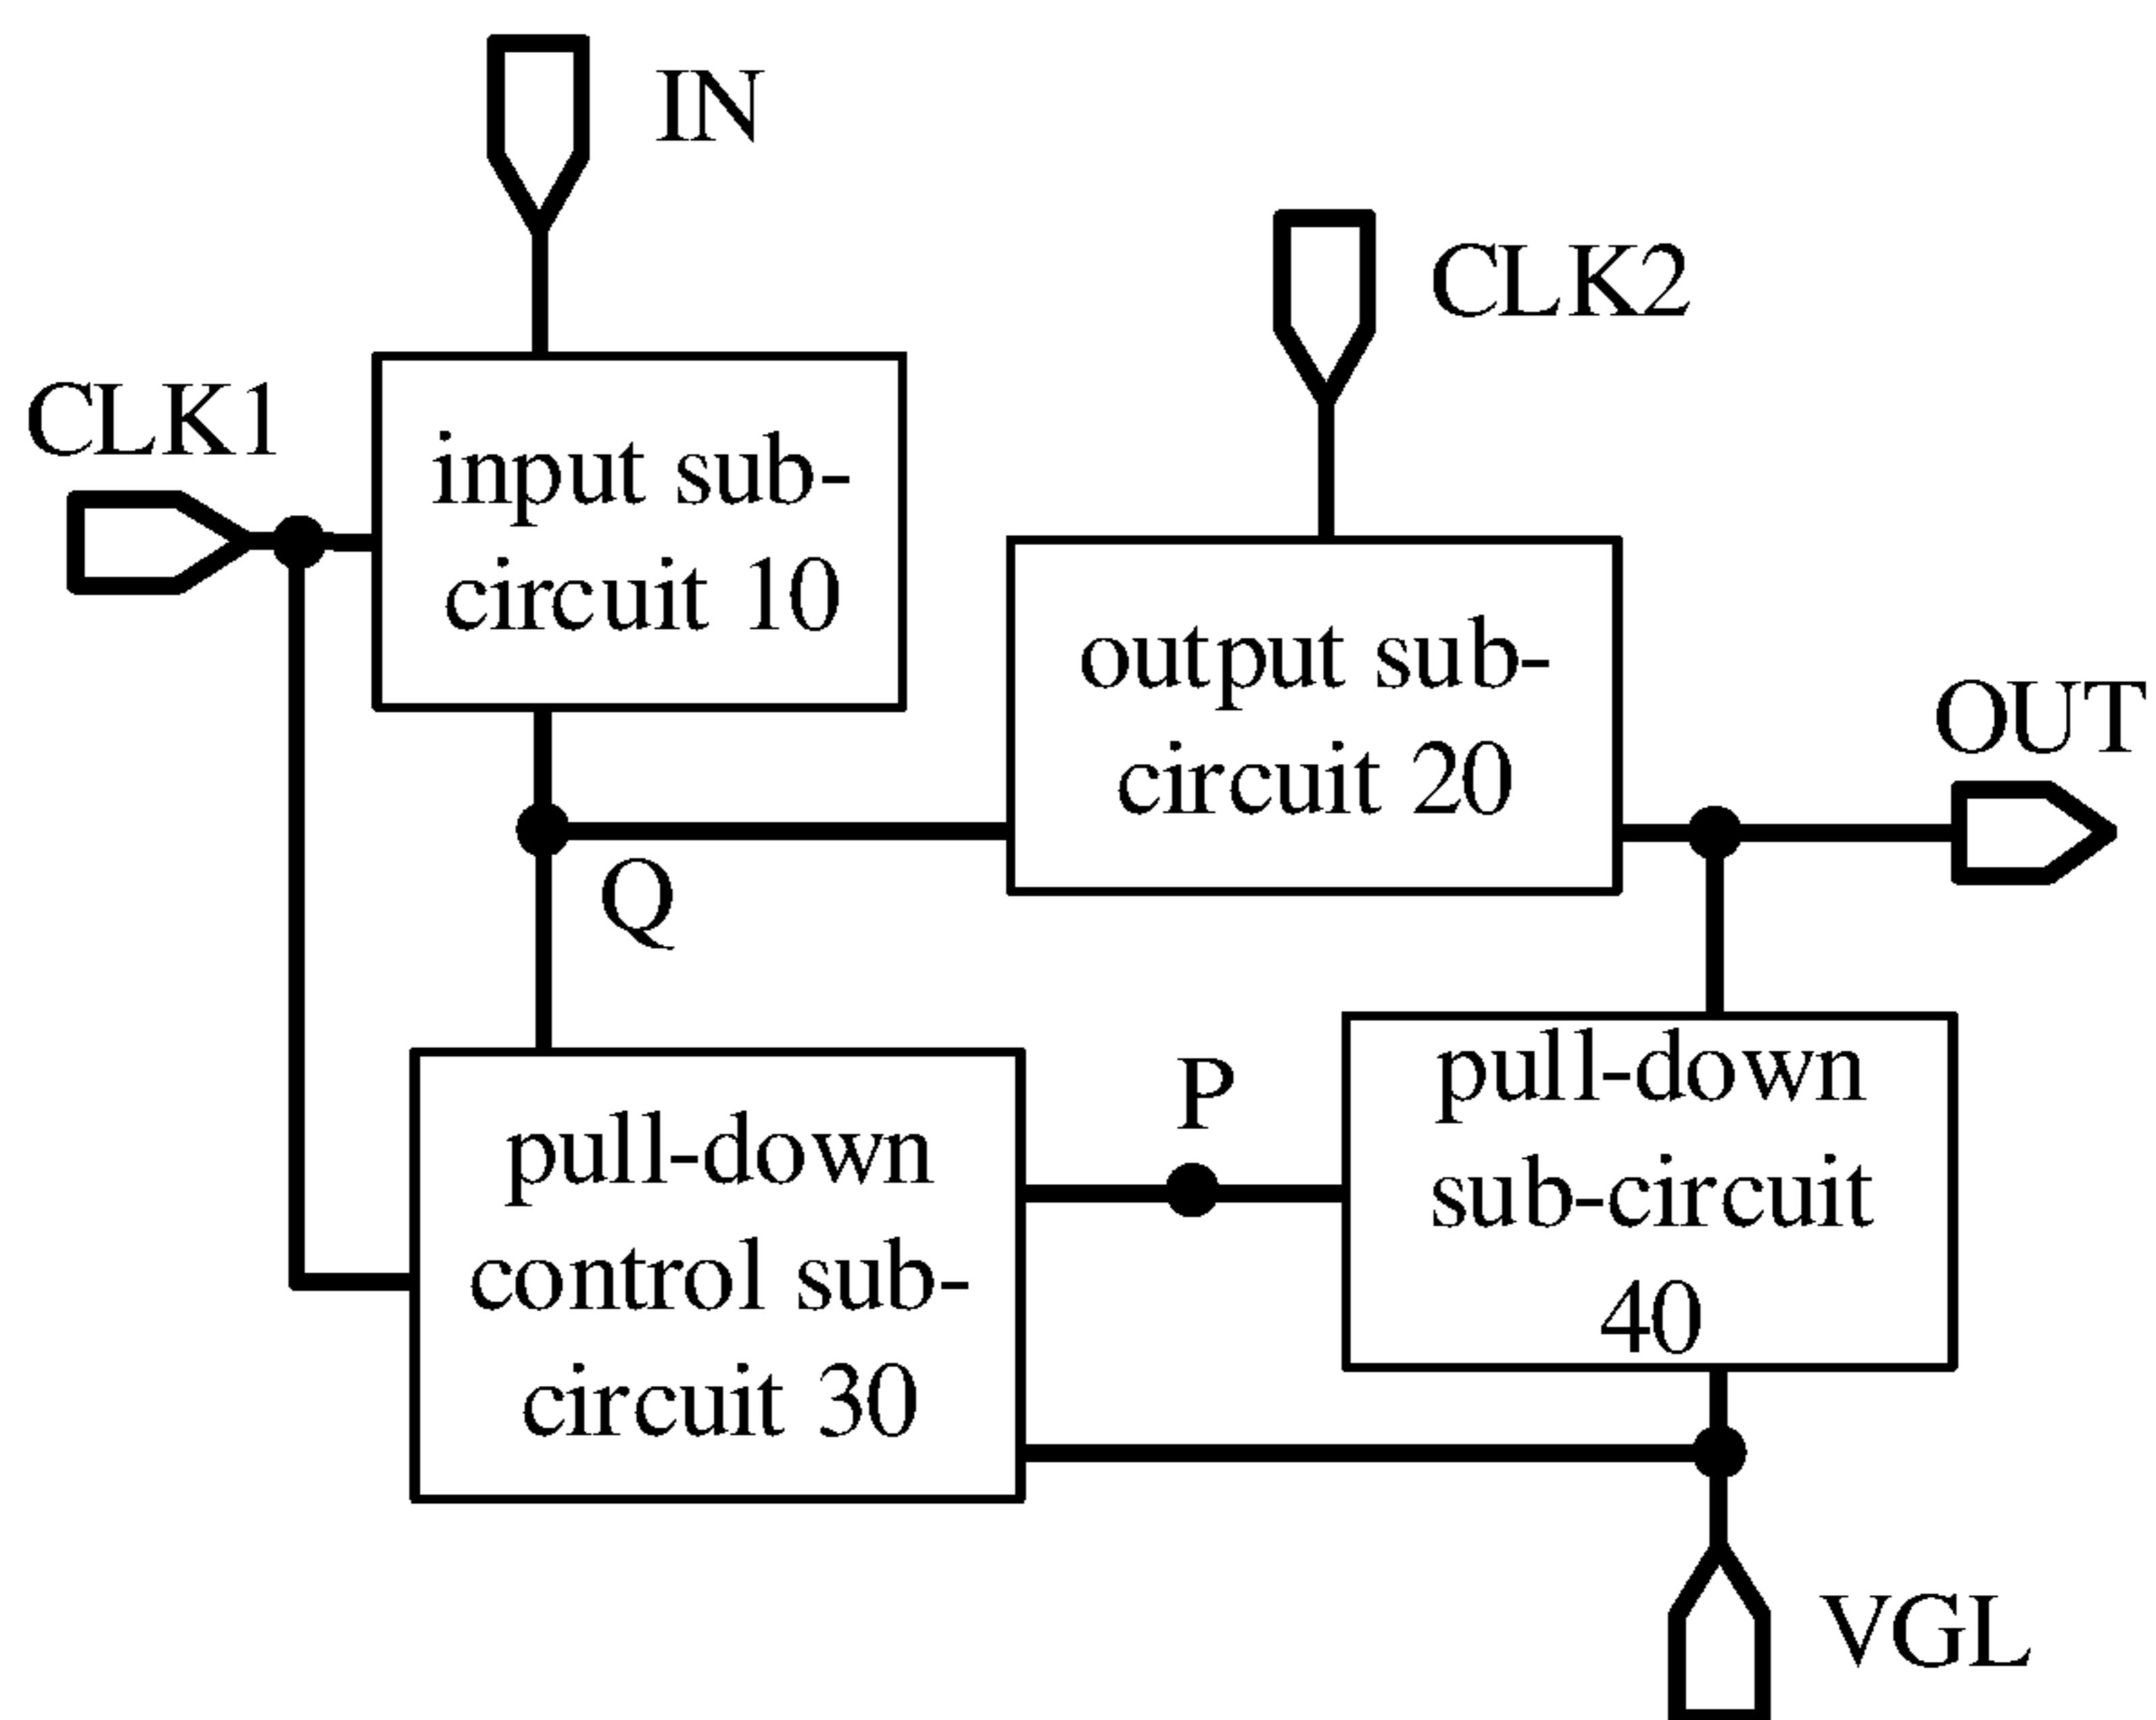 IN
CLK2
CLK1
input sub-
circuit 10
output sub-
circuit 20
OUT
Q
P
pull-down
control sub-
circuit 30
pull-down
sub-circuit
40
VGL